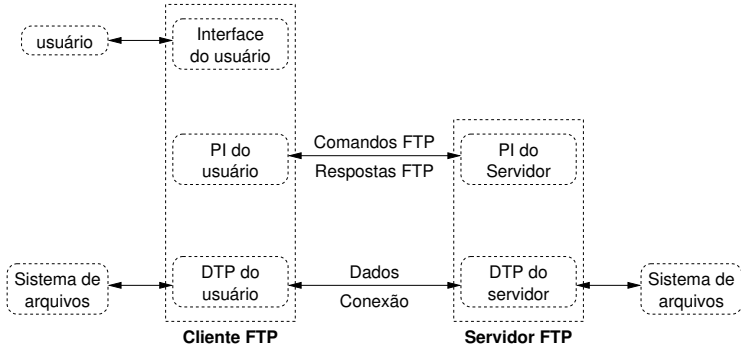 usuário
Interface
do usuário
PI do
usuário
Comandos FTP
Respostas FTP
PI do
Servidor
Sistema de
arquivos
DTP do
usuário
Dados
Conexão
DTP do
servidor
Sistema de
arquivos
Cliente FTP
Servidor FTP